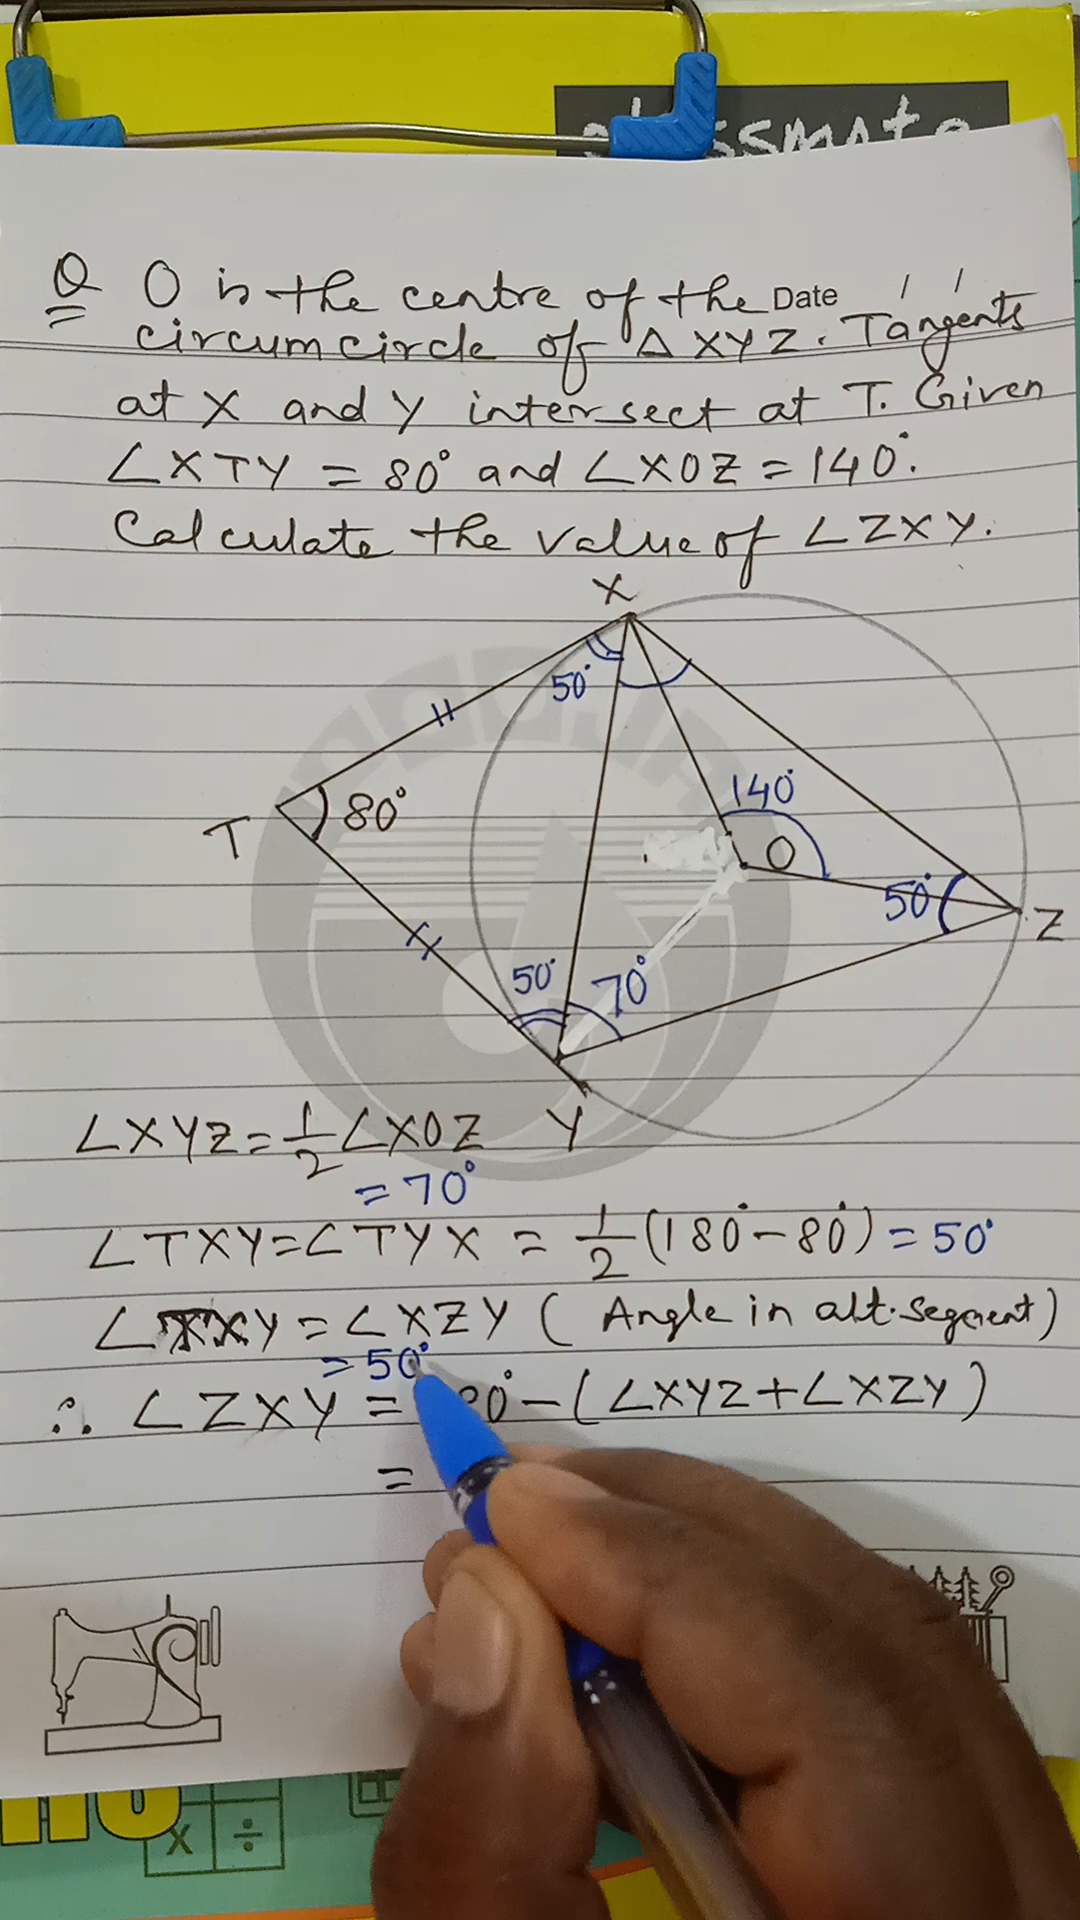 Q O is the centre of the Date / /
circumcircle of △XYZ. Tangents
at X and Y intersect at T. Given
∠XTY = 80° and ∠XOZ = 140°.
Calculate the value of ∠ZXY.
X
50°
140°
T 80°
O
50°
Z
50° 70°
Y
∠XYZ = 1/2 ∠XOZ
= 70°
∠TXY = ∠TYX = 1/2 (180° - 80°) = 50°
∠TXY = ∠XZY (Angle in alt. segment)
= 50°
∴ ∠ZXY = 80° - (∠XYZ + ∠XZY)
=
x ÷